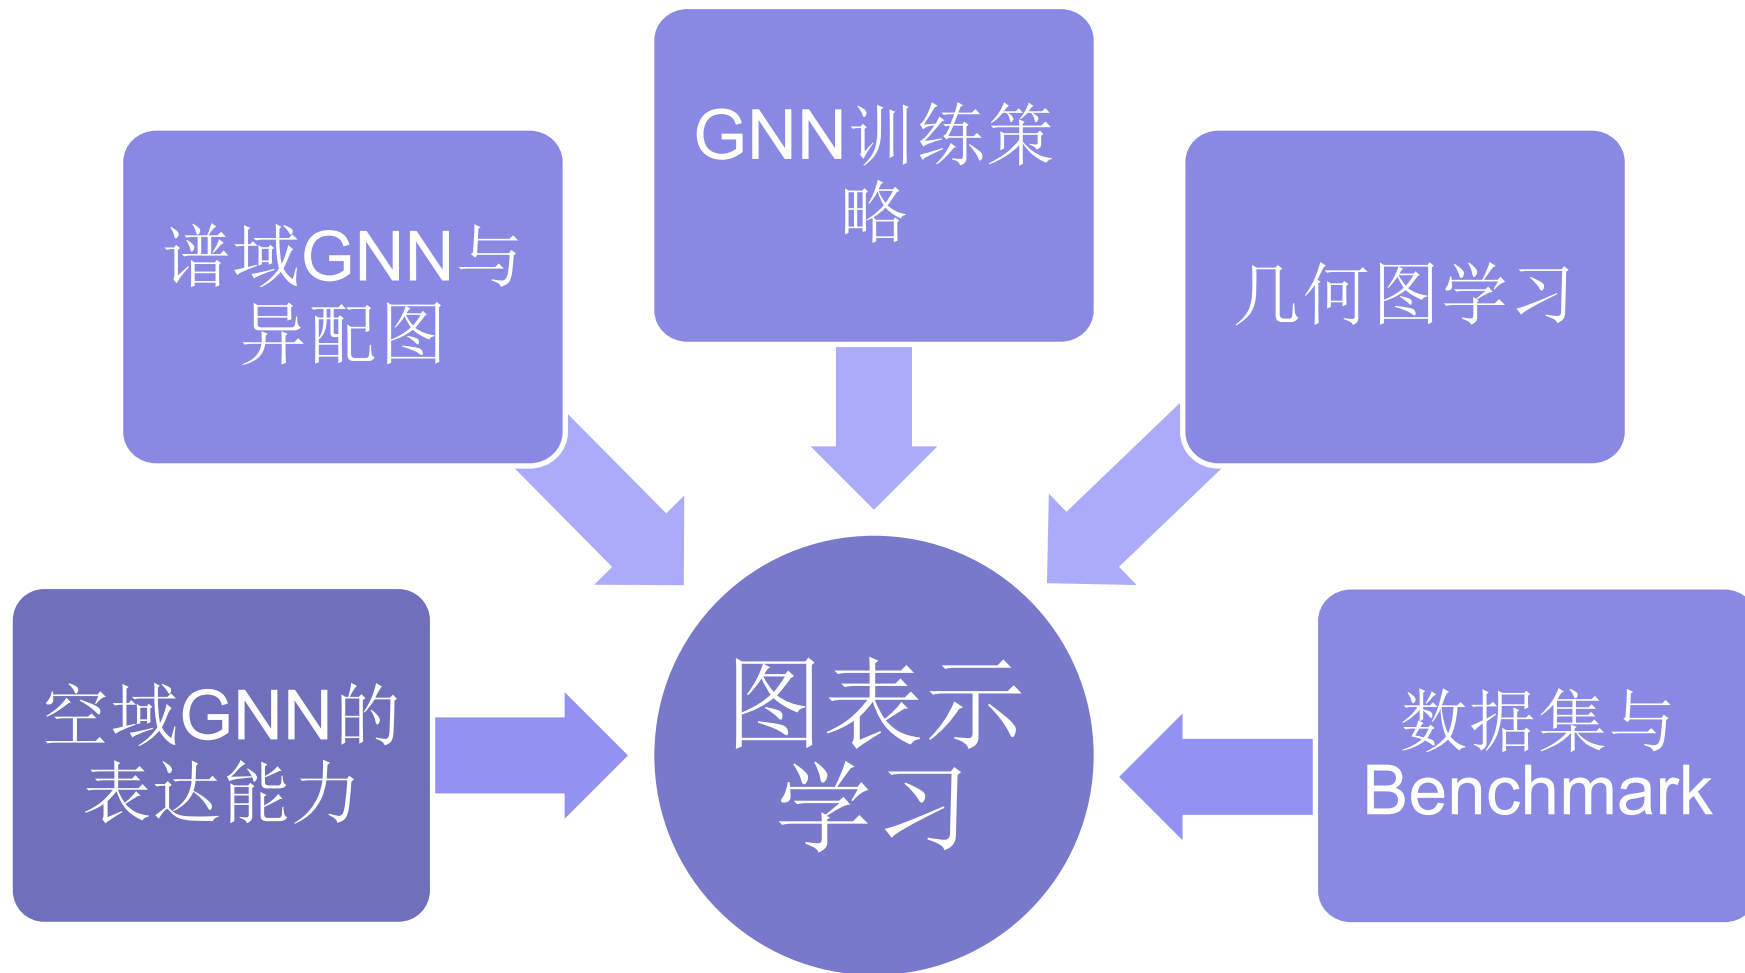 GNN训练策
略
谱域GNN与
异配图
几何图学习
空域GNN的
表达能力
图表示
学习
数据集与
Benchmark